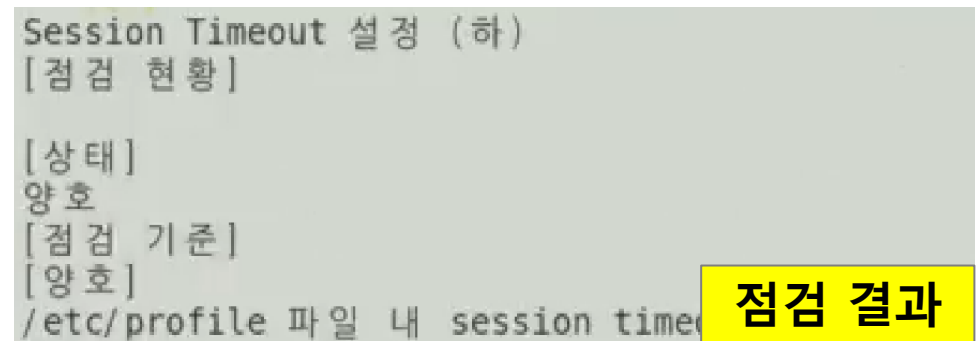 Session Timeout 설정 (하)
[점검 현황]
[상태]
양호
[점검 기준]
[양호]
/etc/profile 파일 내 session
점검 결과